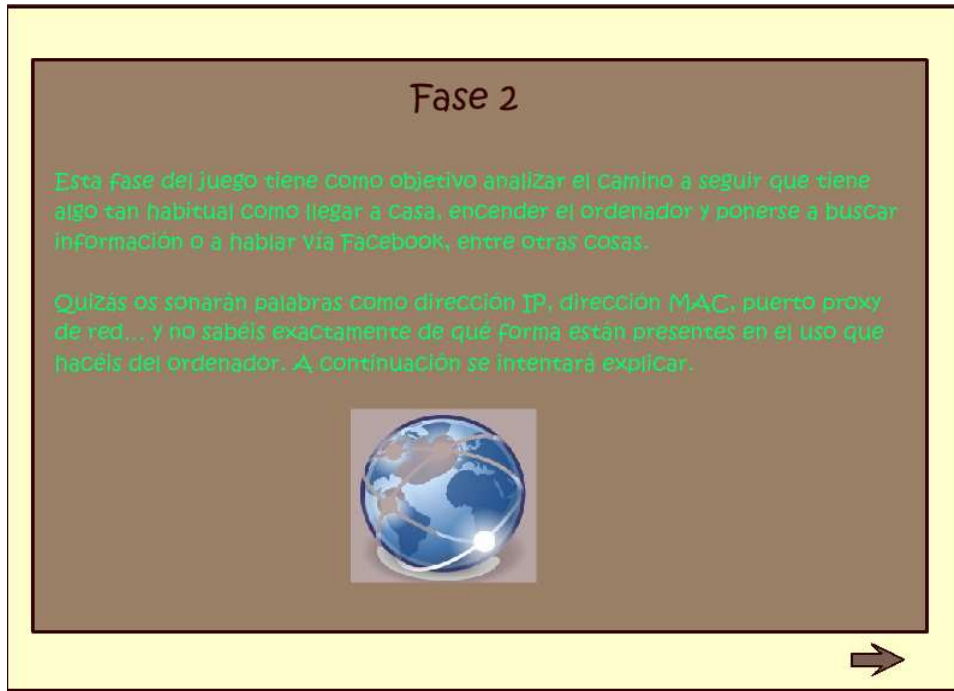 Fase 2
Esta fase del juego tiene como objetivo analizar el camino a seguir que tiene
algo tan habitual como llegar a casa, encender el ordenador y ponerse a buscar
información o a hablar vía Facebook, entre otras cosas.
Quizás os sonarán palabras como dirección IP, dirección MAC, puerto proxy
de red... y no sabéis exactamente de qué forma están presentes en el uso que
hacéis del ordenador. A continuación se intentará explicar.